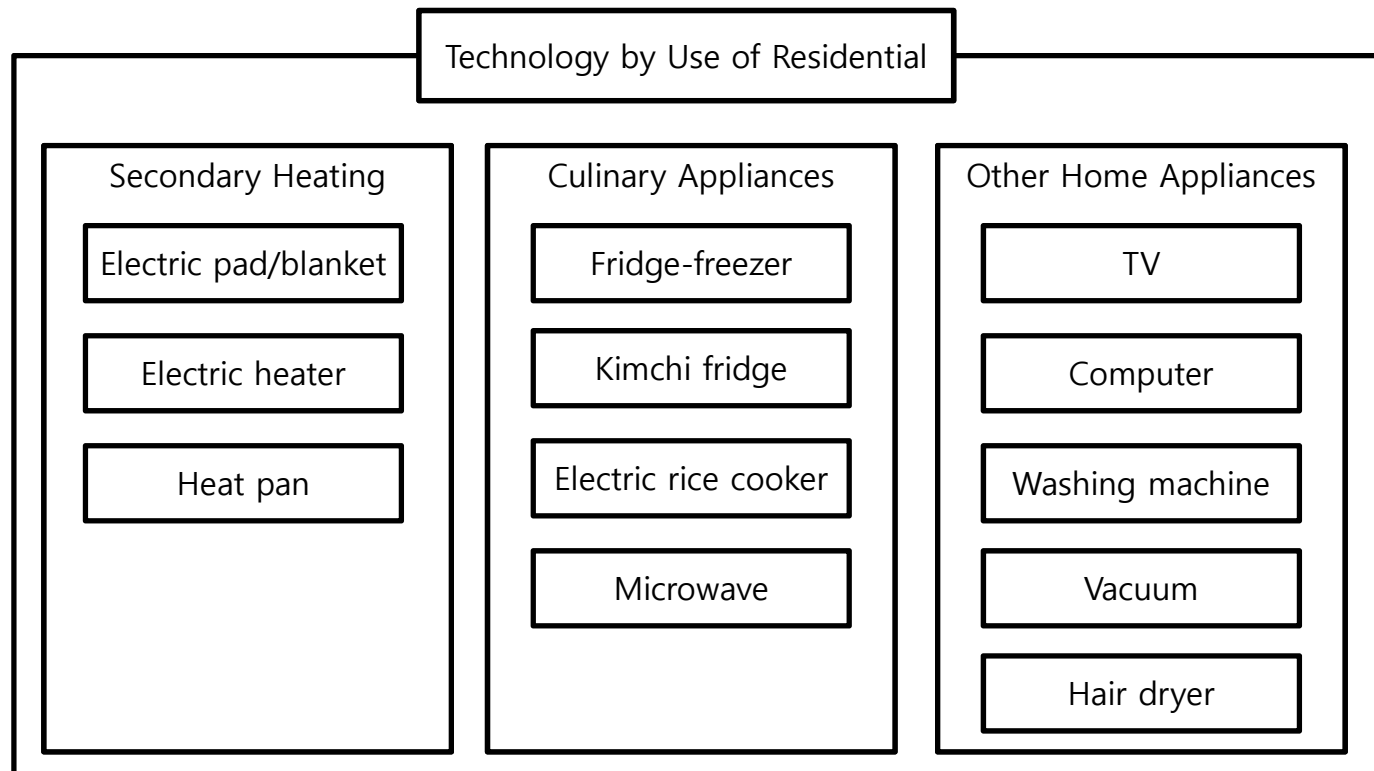 Technology by Use of Residential
Secondary Heating
Electric pad/blanket
Electric heater
Heat pan
Culinary Appliances
Fridge-freezer
Kimchi fridge
Electric rice cooker
Microwave
Other Home Appliances
TV
Computer
Washing machine
Vacuum
Hair dryer